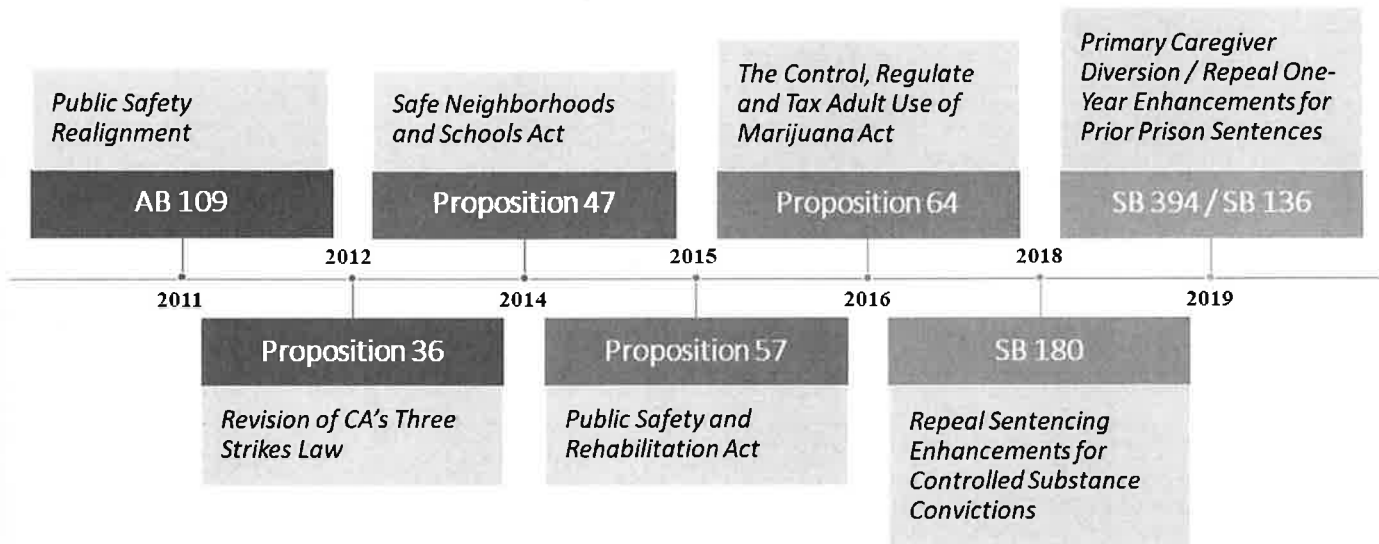 Public Safety
Realignment
AB 109
Safe Neighborhoods
and Schools Act
Proposition 47
The Control, Regulate
and Tax Adult Use of
Marijuana Act
Proposition 64
Primary Caregiver
Diversion / Repeal One-
Year Enhancements for
Prior Prison Sentences
SB 394 / SB 136
2012
2015
2018
2011
2014
2016
2019
Proposition 36
Revision of CA's Three
Strikes Law
Proposition 57
Public Safety and
Rehabilitation Act
SB 180
Repeal Sentencing
Enhancements for
Controlled Substance
Convictions